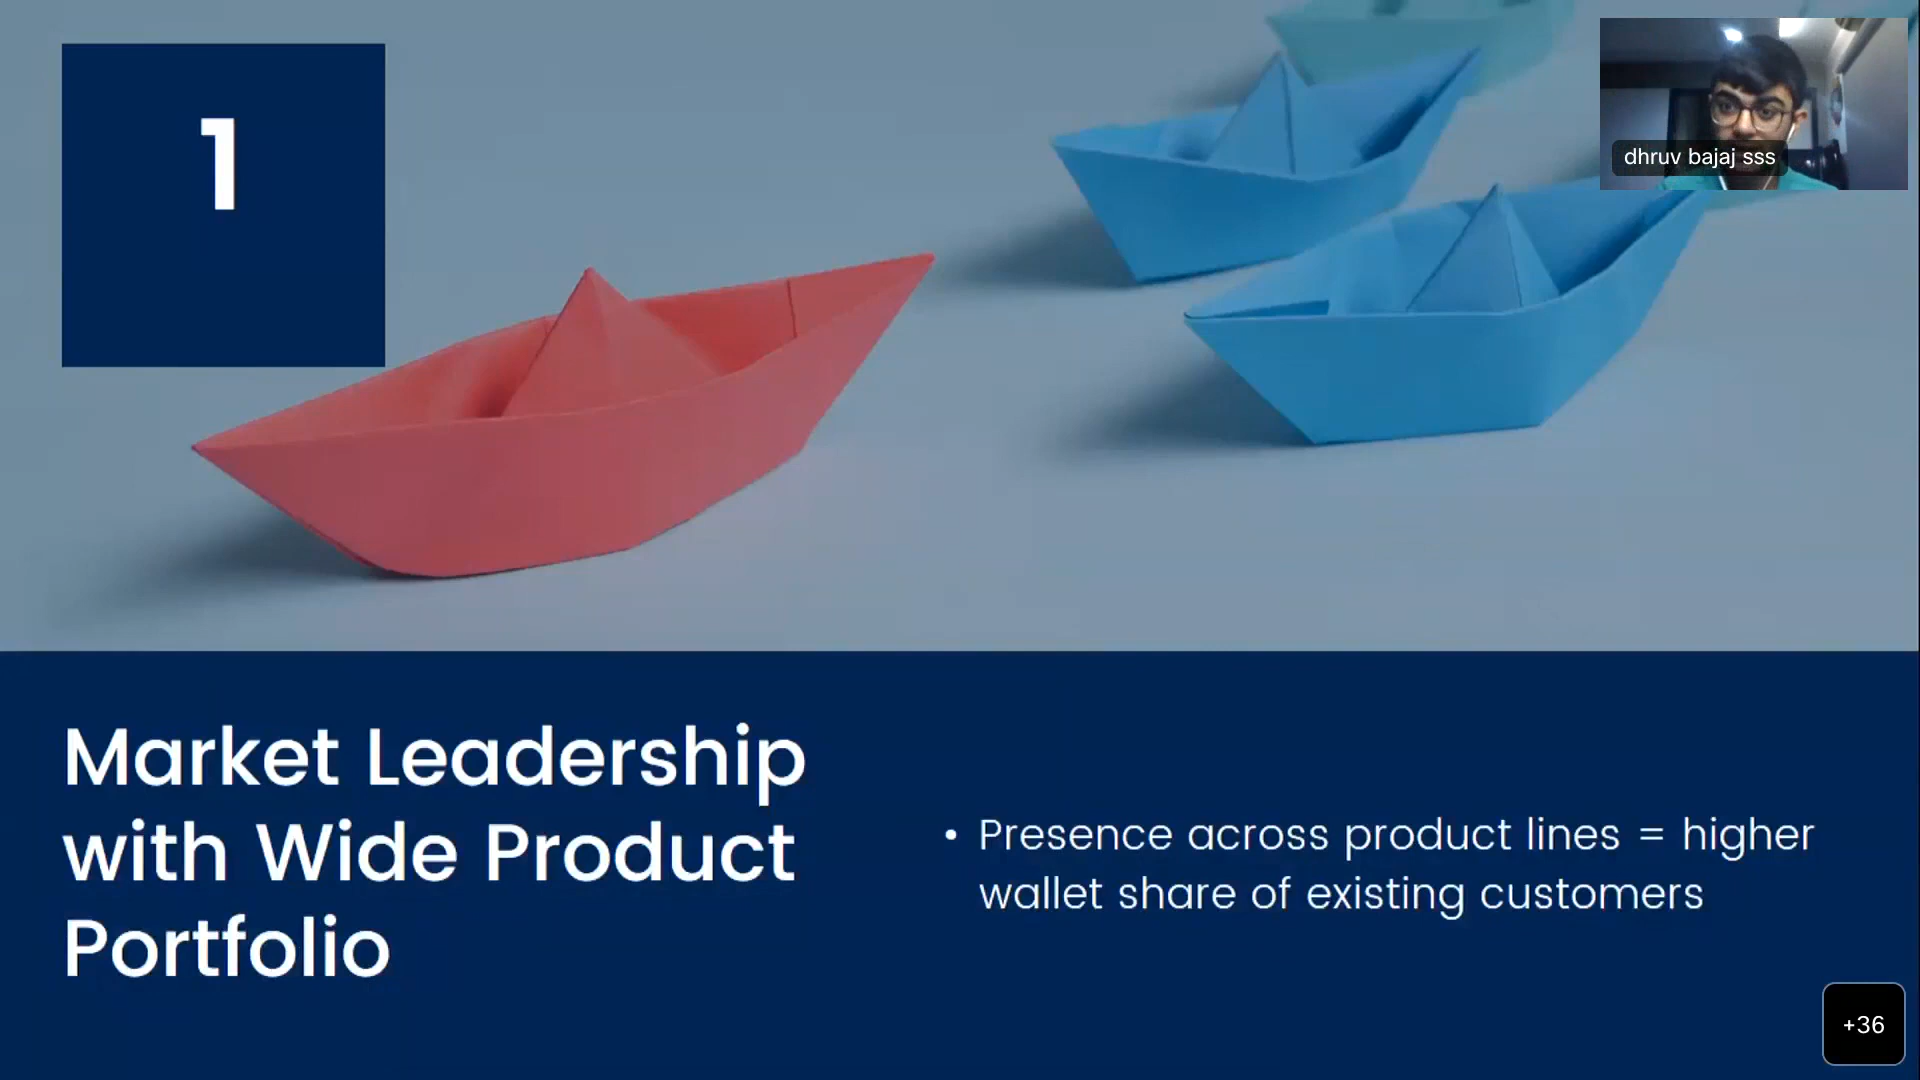 1
dhruv bajaj sss
Market Leadership
with Wide Product
Portfolio
• Presence across product lines = higher
wallet share of existing customers
+36